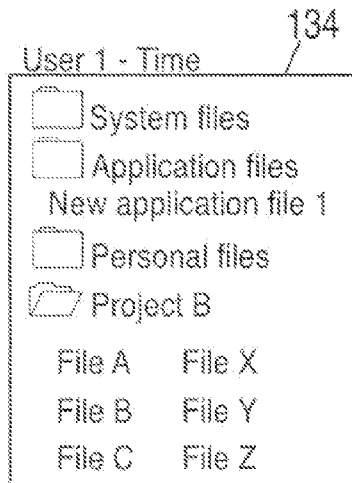 134
User 1 - Time
System files
Application files
New application file 1
Personal files
Project B
File A File X
File B File Y
File C File Z